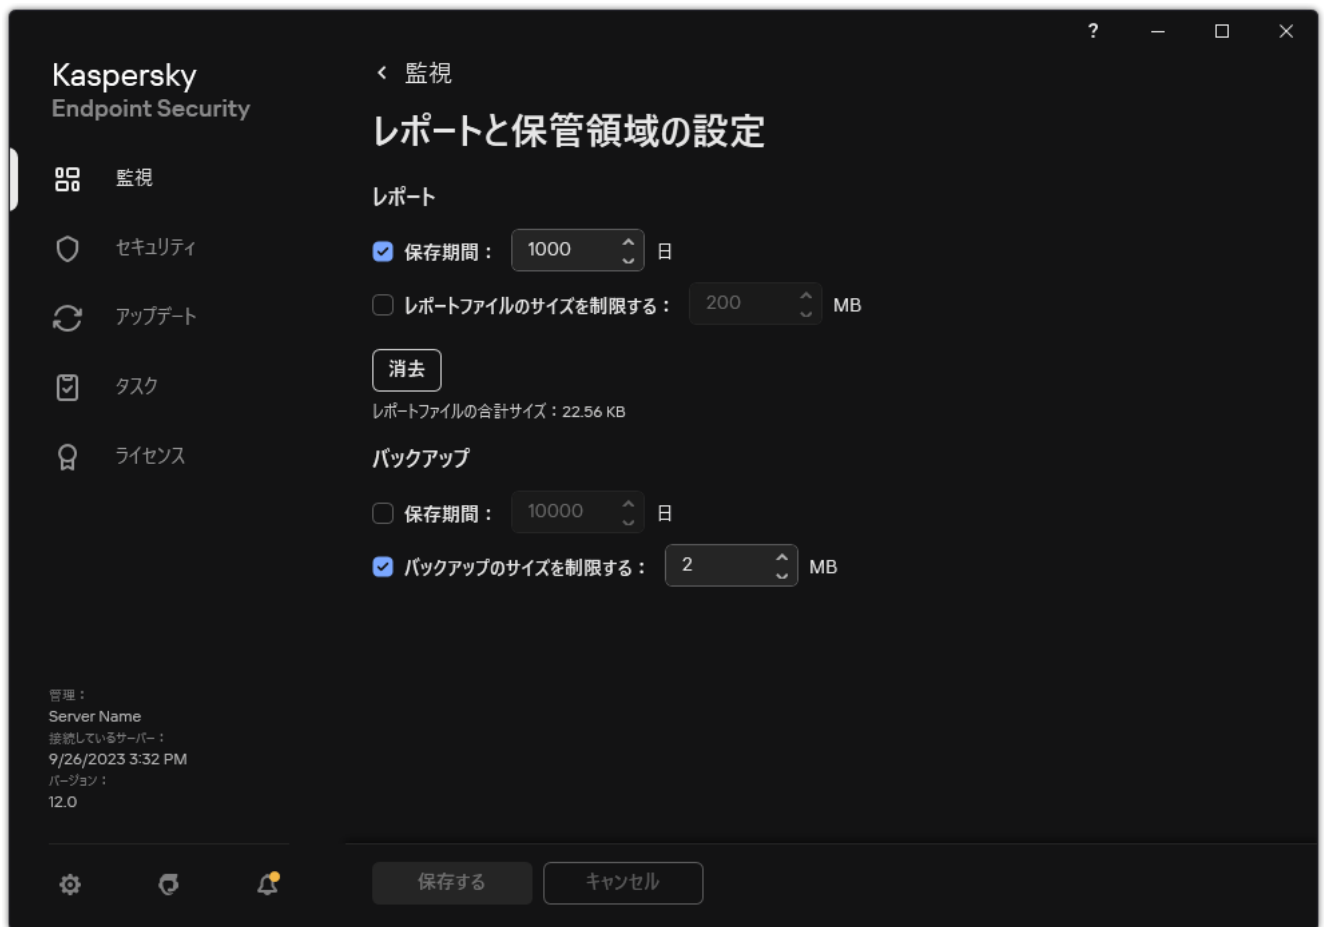 ?
Kaspersky
Endpoint Security
監視
セキュリティ
アップデート
タスク
ライセンス
管理：
Server Name
接続しているサーバー：
9/26/2023 3:32 PM
バージョン：
12.0
監視
レポートと保管領域の設定
レポート
保存期間： 1000 日
レポートファイルのサイズを制限する： 200 MB
消去
レポートファイルの合計サイズ：22.56 KB
バックアップ
保存期間： 10000 日
バックアップのサイズを制限する： 2 MB
保存する キャンセル